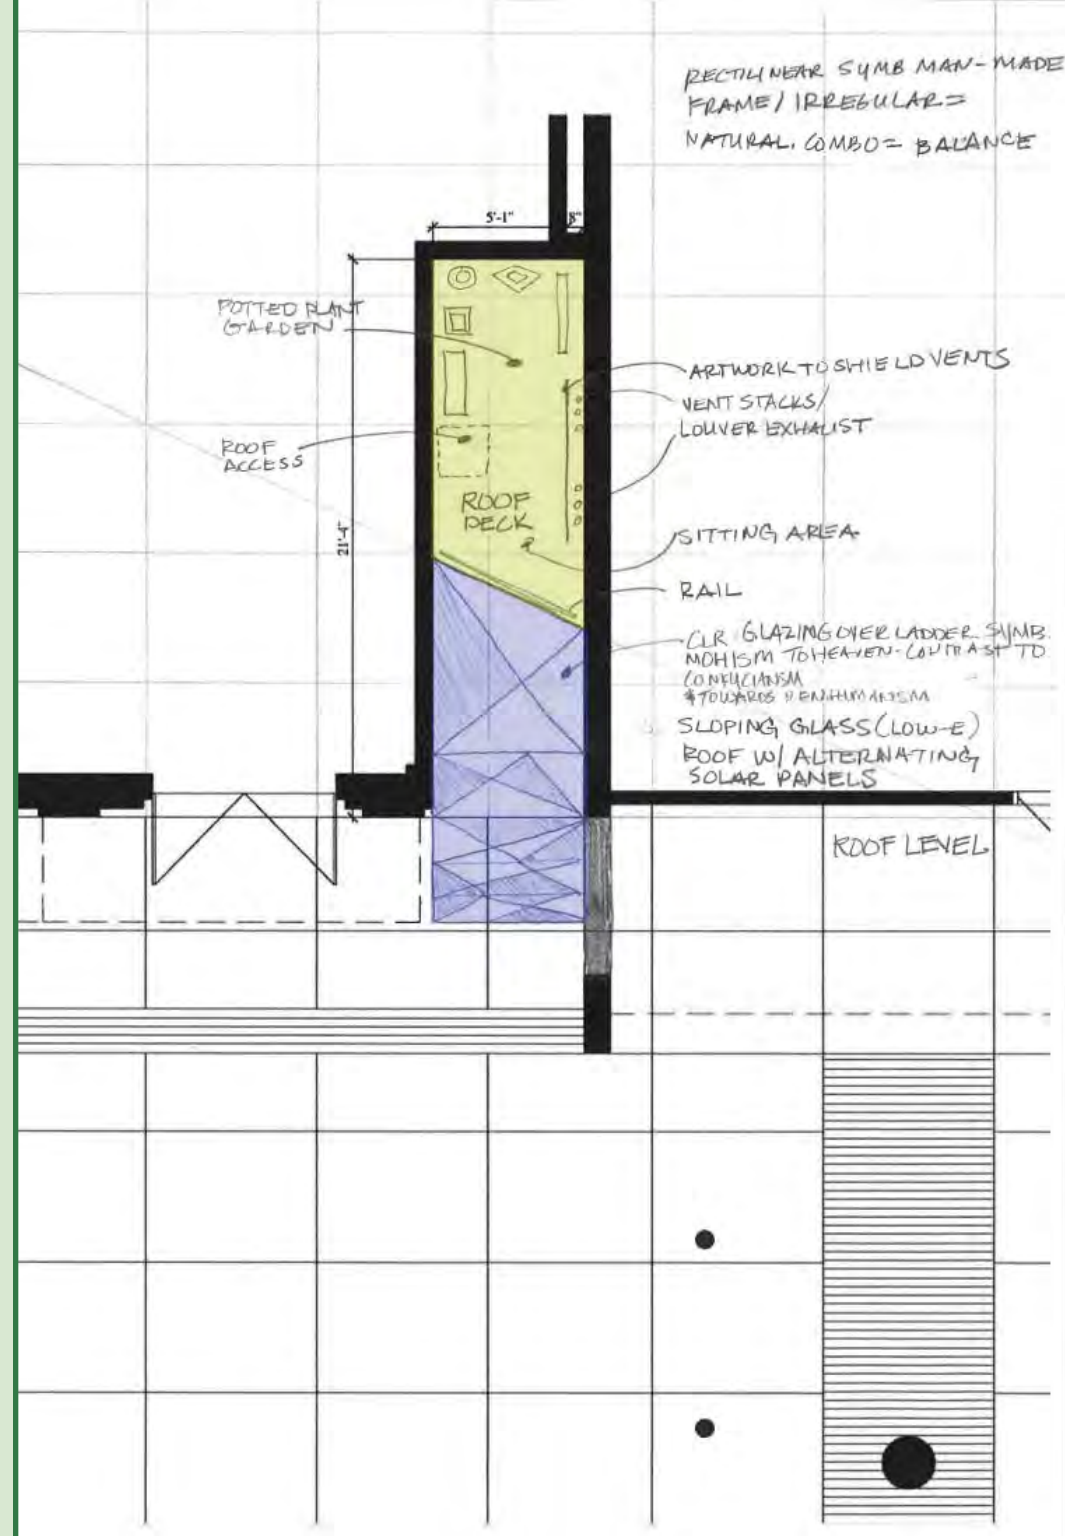 RECTILINEAR SYMB MAN-MADE
FRAME/IRREGULAR=
NATURAL. COMBO= BALANCE
5'-1"
8"
POTTED PLANT
GARDEN
ARTWORK TO SHIELD VENTS
VENT STACKS/
LOUVER EXHAUST
ROOF
ACCESS
ROOF
DECK
21'-4"
SITTING AREA
RAIL
CLR GLAZING OVER LADDER SYMB.
MOHISM TO HEAVEN-CONTRAST TO
CONFUCIANISM
*TOWARDS
SLOPING GLASS (LOW-E)
ROOF W/ ALTERNATING
SOLAR PANELS
ROOF LEVEL